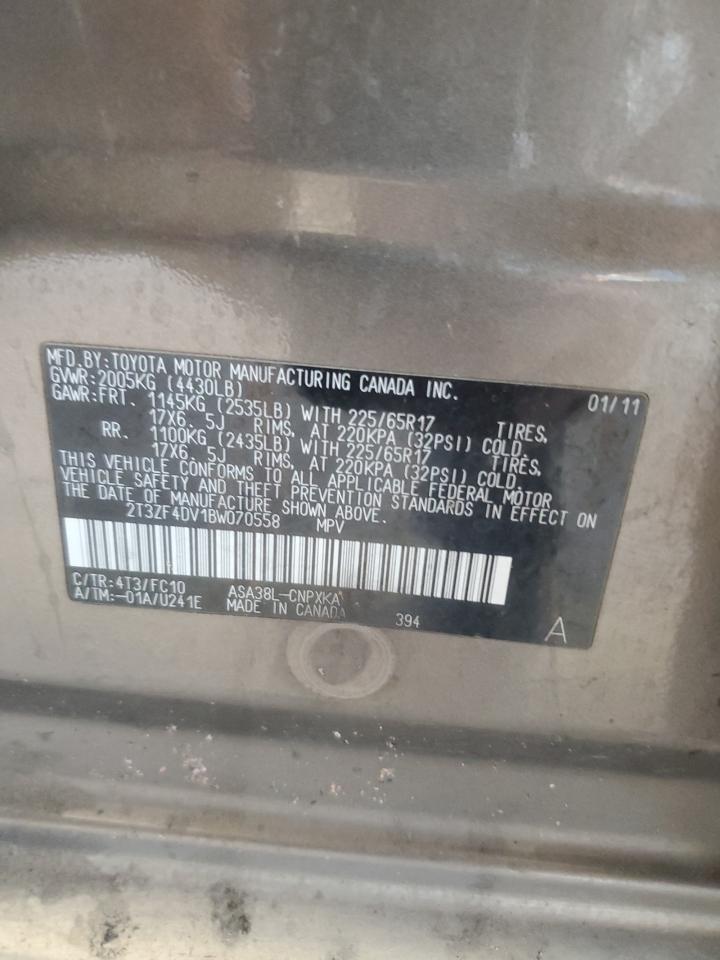 MFD.BY:TOYOTA MOTOR MANUFACTURING CANADA INC.
GVWR:2005KG (4430LB) 01/11
GAWR:FRT. 1145KG (2535LB) WITH 225/65R17 TIRES,
17X6. 5J RIMS, AT 220KPA (32PSI) COLD.
RR. 1100KG (2435LB) WITH 225/65R17 TIRES,
17X6. 5J RIMS, AT 220KPA (32PSI) COLD.
THIS VEHICLE CONFORMS TO ALL APPLICABLE FEDERAL MOTOR
VEHICLE SAFETY AND THEFT PREVENTION STANDARDS IN EFFECT ON
THE DATE OF MANUFACTURE SHOWN ABOVE.
2T3ZF4DV1BW070558 MPV
C/TR:4T3/FC10 ASA38L-CNPXKA
A/TM:-01A/U241E MADE IN CANADA 394 A